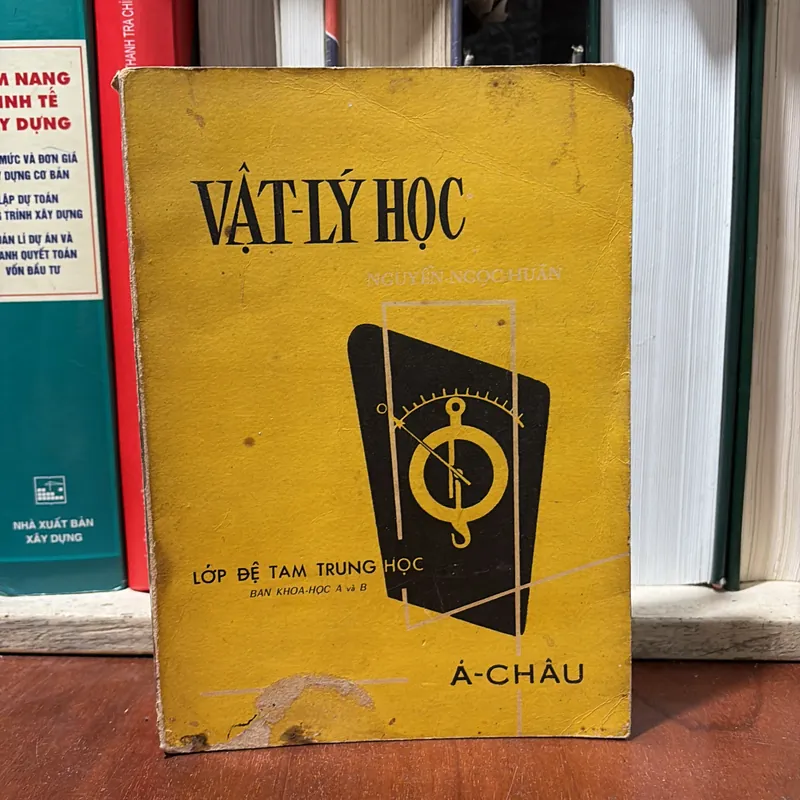 VẬT-LÝ HỌC
NGUYỄN-NGỌC-HUÂN
O
LỚP ĐỆ TAM TRUNG HỌC
BAN KHOA-HỌC A và B
Á-CHÂU
NANG
INH TẾ
Y DỰNG
MỨC VÀ ĐƠN GIÁ
DỰNG CƠ BẢN
LẬP DỰ TOÁN
TRÌNH XÂY DỰNG
LÍ DỰ ÁN VÀ
QUYẾT TOÁN
VỐN ĐẦU TƯ
NHÀ XUẤT BẢN
XÂY DỰNG
THANH TRA